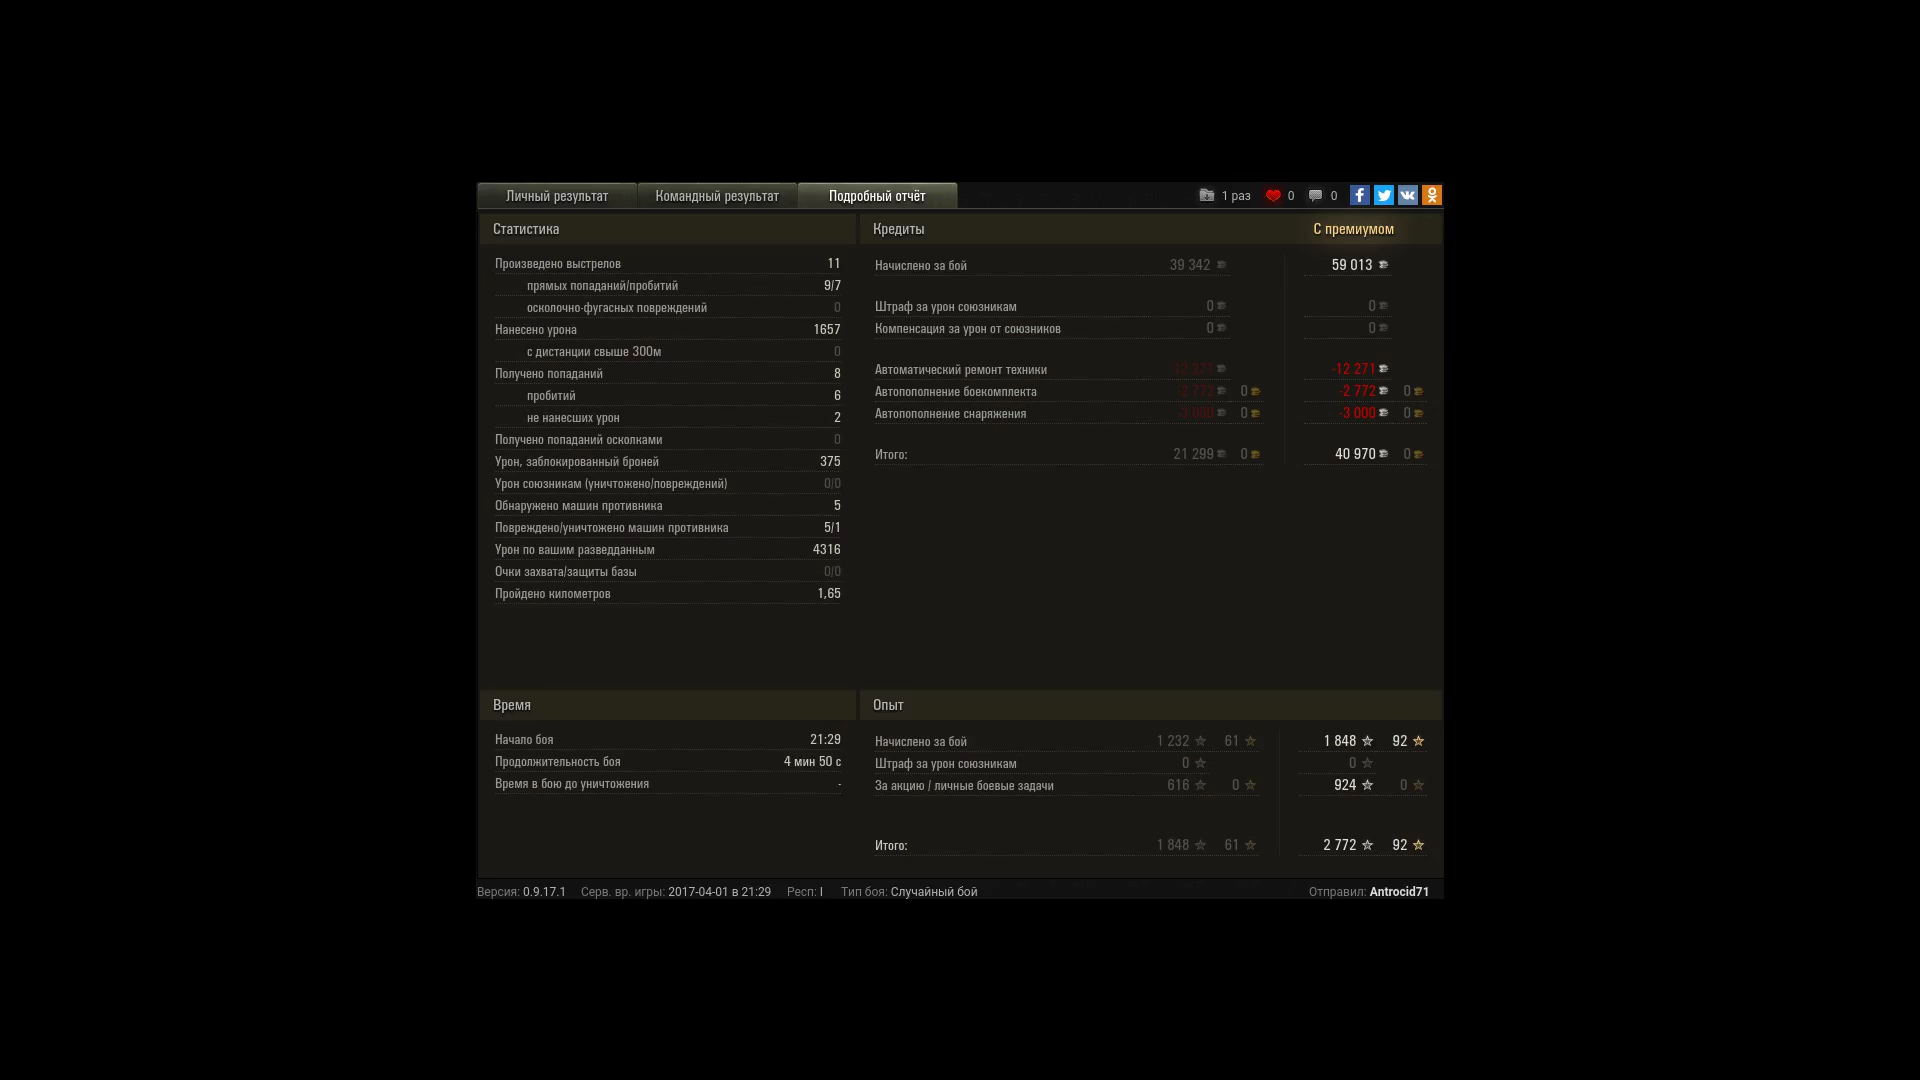 Личный результат Командный результат Подробный отчёт 1 раз 0 0
Статистика
Произведено выстрелов 11
прямых попаданий/пробитий 9/7
осколочно-фугасных повреждений 0
Нанесено урона 1657
с дистанции свыше 300м 0
Получено попаданий 8
пробитий 6
не нанесших урон 2
Получено попаданий осколками 0
Урон, заблокированный броней 375
Урон союзникам (уничтожено/повреждений) 0/0
Обнаружено машин противника 5
Повреждено/уничтожено машин противника 5/1
Урон по вашим разведданным 4316
Очки захвата/защиты базы 0/0
Пройдено километров 1,65
Кредиты С премиумом
Начислено за бой 39 342 59 013
Штраф за урон союзникам 0 0
Компенсация за урон от союзников 0 0
Автоматический ремонт техники -12 271 -12 271
Автопополнение боекомплекта -2 772 0 -2 772 0
Автопополнение снаряжения -3 000 0 -3 000 0
Итого: 21 299 0 40 970 0
Время
Начало боя 21:29
Продолжительность боя 4 мин 50 с
Время в бою до уничтожения -
Опыт
Начислено за бой 1 232 61 1 848 92
Штраф за урон союзникам 0 0
За акцию / личные боевые задачи 616 0 924 0
Итого: 1 848 61 2 772 92
Версия: 0.9.17.1 Серв. вр. игры: 2017-04-01 в 21:29 Респ: I Тип боя: Случайный бой Отправил: Antrocid71